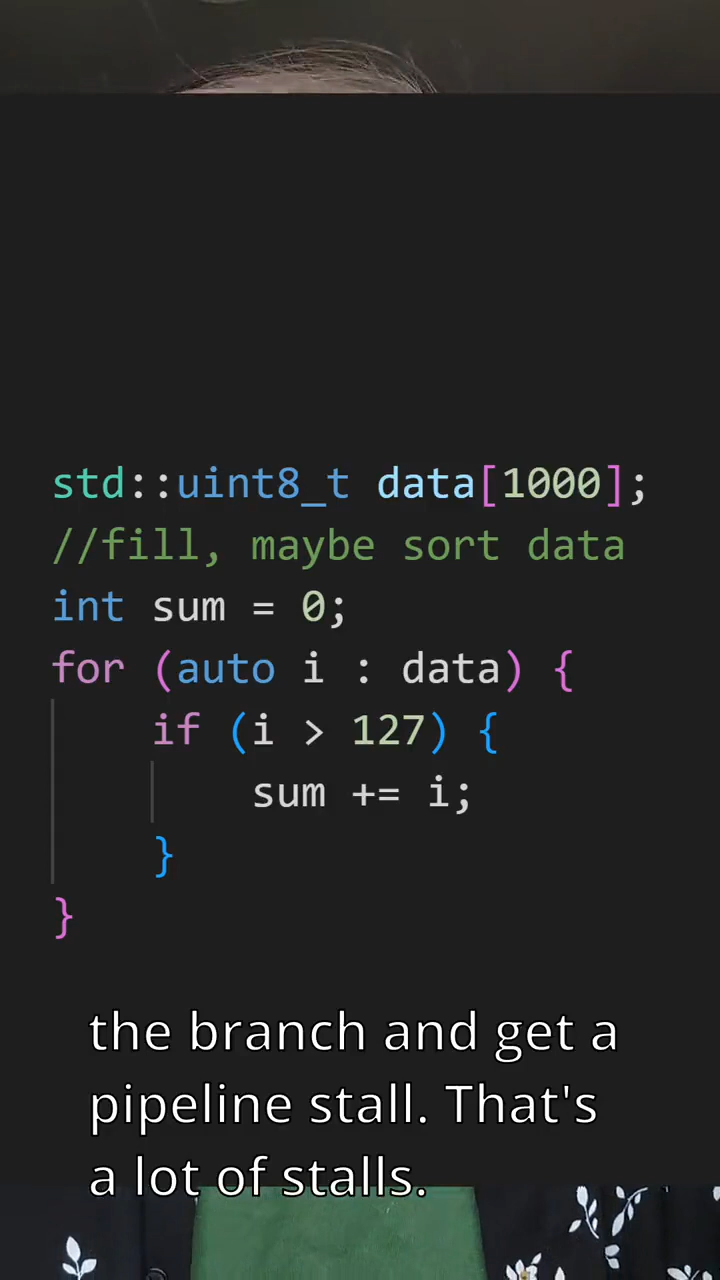 std::uint8_t data[1000];
//fill, maybe sort data
int sum = 0;
for (auto i : data) {
    if (i > 127) {
        sum += i;
    }
}
the branch and get a
pipeline stall. That's
a lot of stalls.